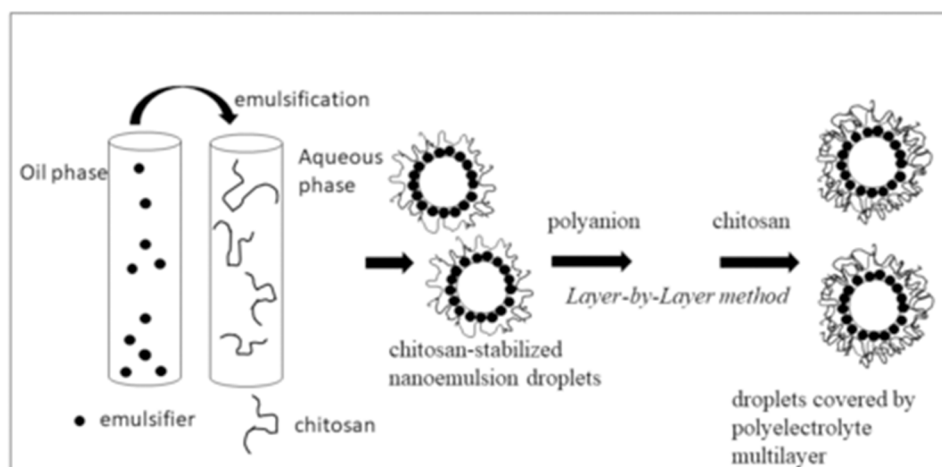 emulsification
Oil phase
Aqueous
phase
polyanion
chitosan
Layer-by-Layer method
chitosan-stabilized
nanoemulsion droplets
emulsifier
chitosan
droplets covered by
polyelectrolyte
multilayer